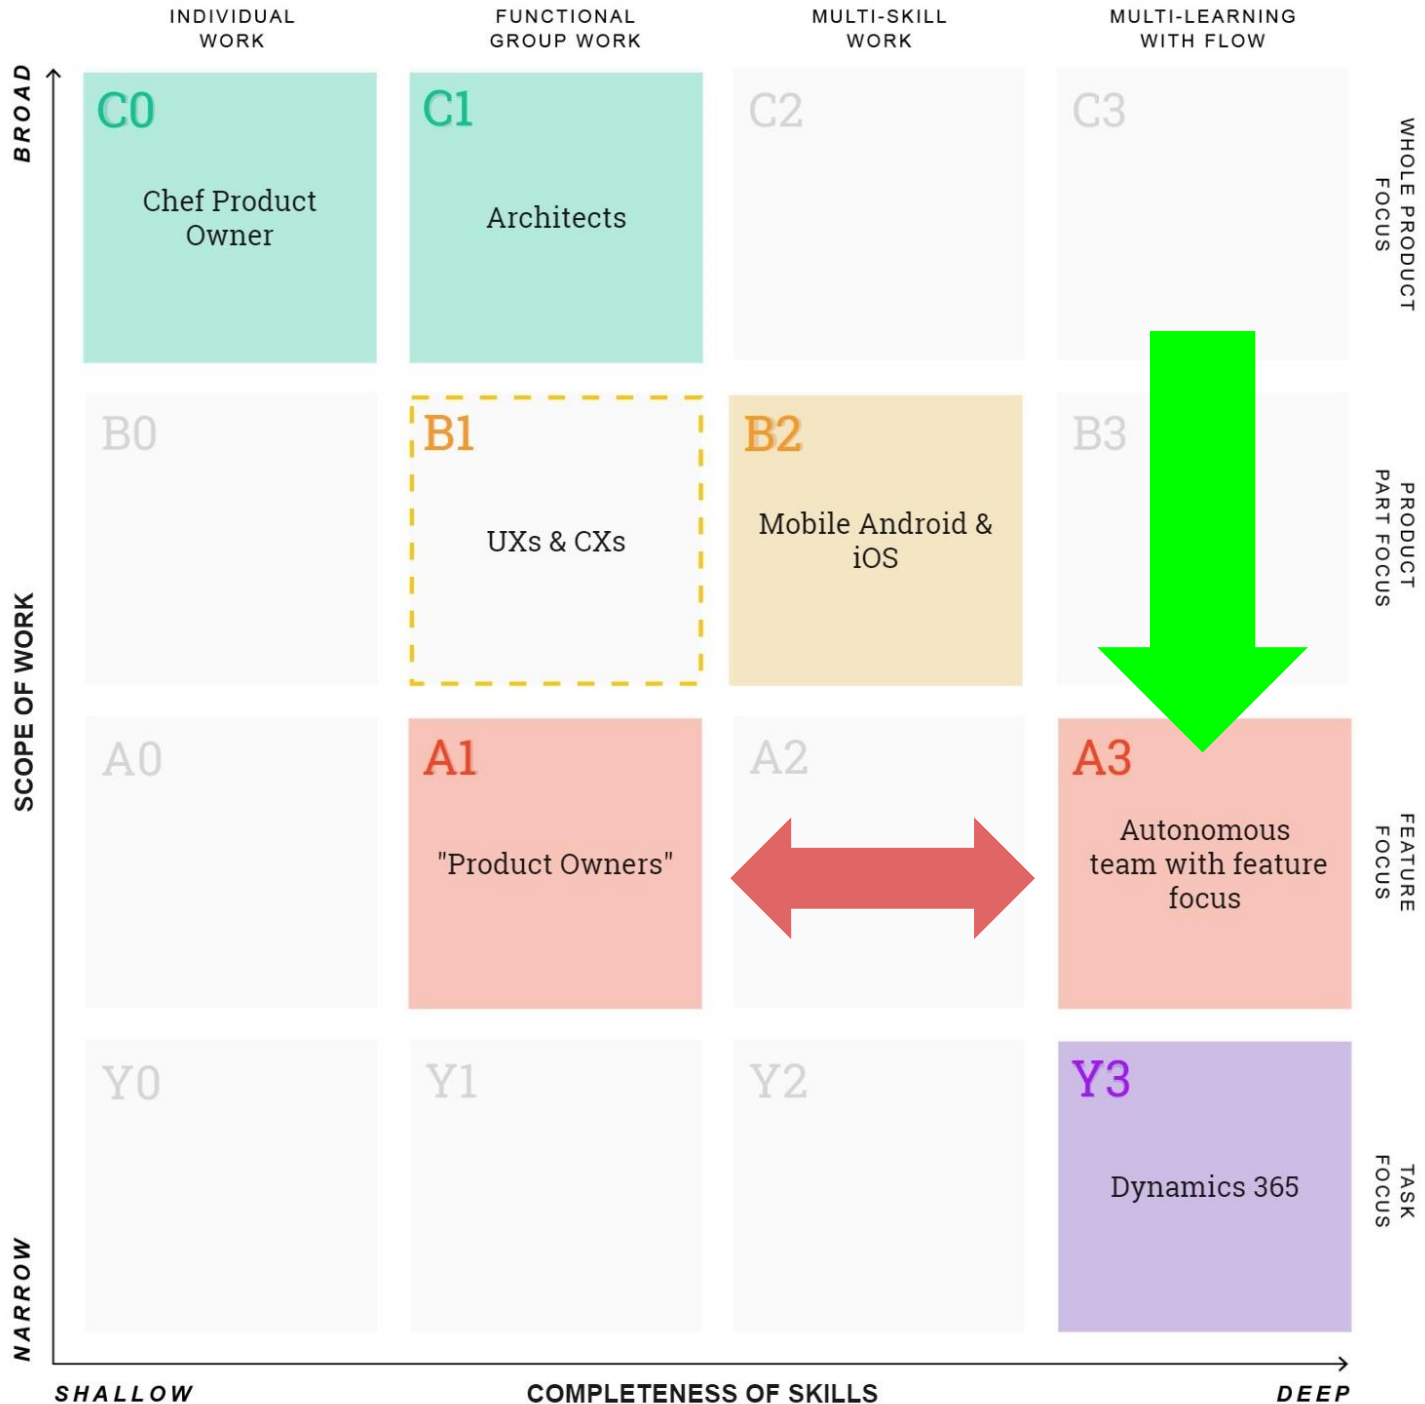 INDIVIDUAL
WORK
FUNCTIONAL
GROUP WORK
MULTI-SKILL
WORK
MULTI-LEARNING
WITH FLOW
BROAD
C0
Chef Product
Owner
C1
Architects
C2
C3
WHOLE PRODUCT
FOCUS
B0
B1
UXs & CXs
B2
Mobile Android &
iOS
B3
PRODUCT
PART FOCUS
SCOPE OF WORK
A0
A1
"Product Owners"
A2
A3
Autonomous
team with feature
focus
FEATURE
FOCUS
Y0
Y1
Y2
Y3
Dynamics 365
TASK
FOCUS
NARROW
SHALLOW
COMPLETENESS OF SKILLS
DEEP